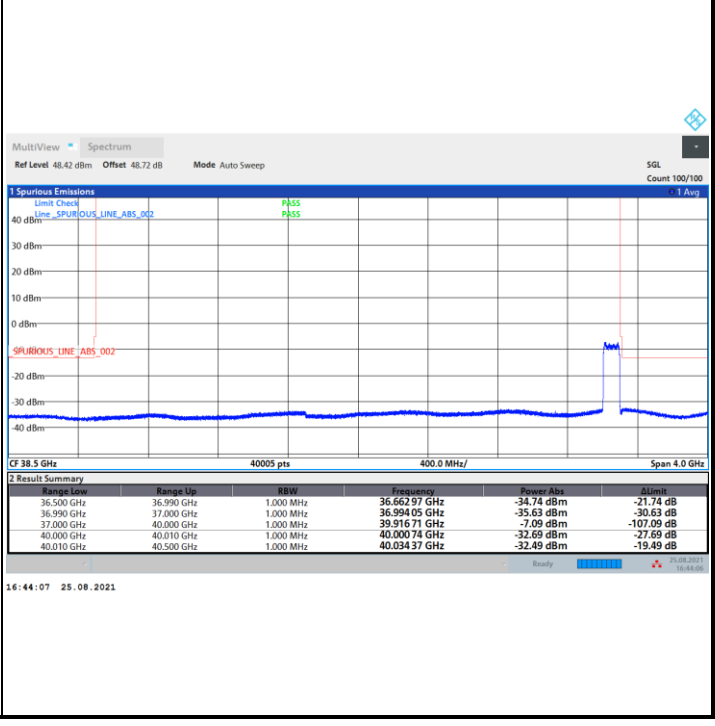 MultiView Spectrum
Ref Level 48.42 dBm Offset 48.72 dB Mode Auto Sweep SGL
Count 100/100
1 Spurious Emissions 1 Avg
Limit Check PASS
Line _SPURIOUS_LINE_ABS_002 PASS
40 dBm
30 dBm
20 dBm
10 dBm
0 dBm
_SPURIOUS_LINE_ABS_002
-20 dBm
-30 dBm
-40 dBm
CF 38.5 GHz 40005 pts 400.0 MHz/ Span 4.0 GHz
2 Result Summary
Range Low Range Up RBW Frequency Power Abs ΔLimit
36.500 GHz 36.990 GHz 1.000 MHz 36.662 97 GHz -34.74 dBm -21.74 dB
36.990 GHz 37.000 GHz 1.000 MHz 36.994 05 GHz -35.63 dBm -30.63 dB
37.000 GHz 40.000 GHz 1.000 MHz 39.916 71 GHz -7.09 dBm -107.09 dB
40.000 GHz 40.010 GHz 1.000 MHz 40.000 74 GHz -32.69 dBm -27.69 dB
40.010 GHz 40.500 GHz 1.000 MHz 40.034 37 GHz -32.49 dBm -19.49 dB
Ready 25.08.2021
16:44:06
16:44:07 25.08.2021